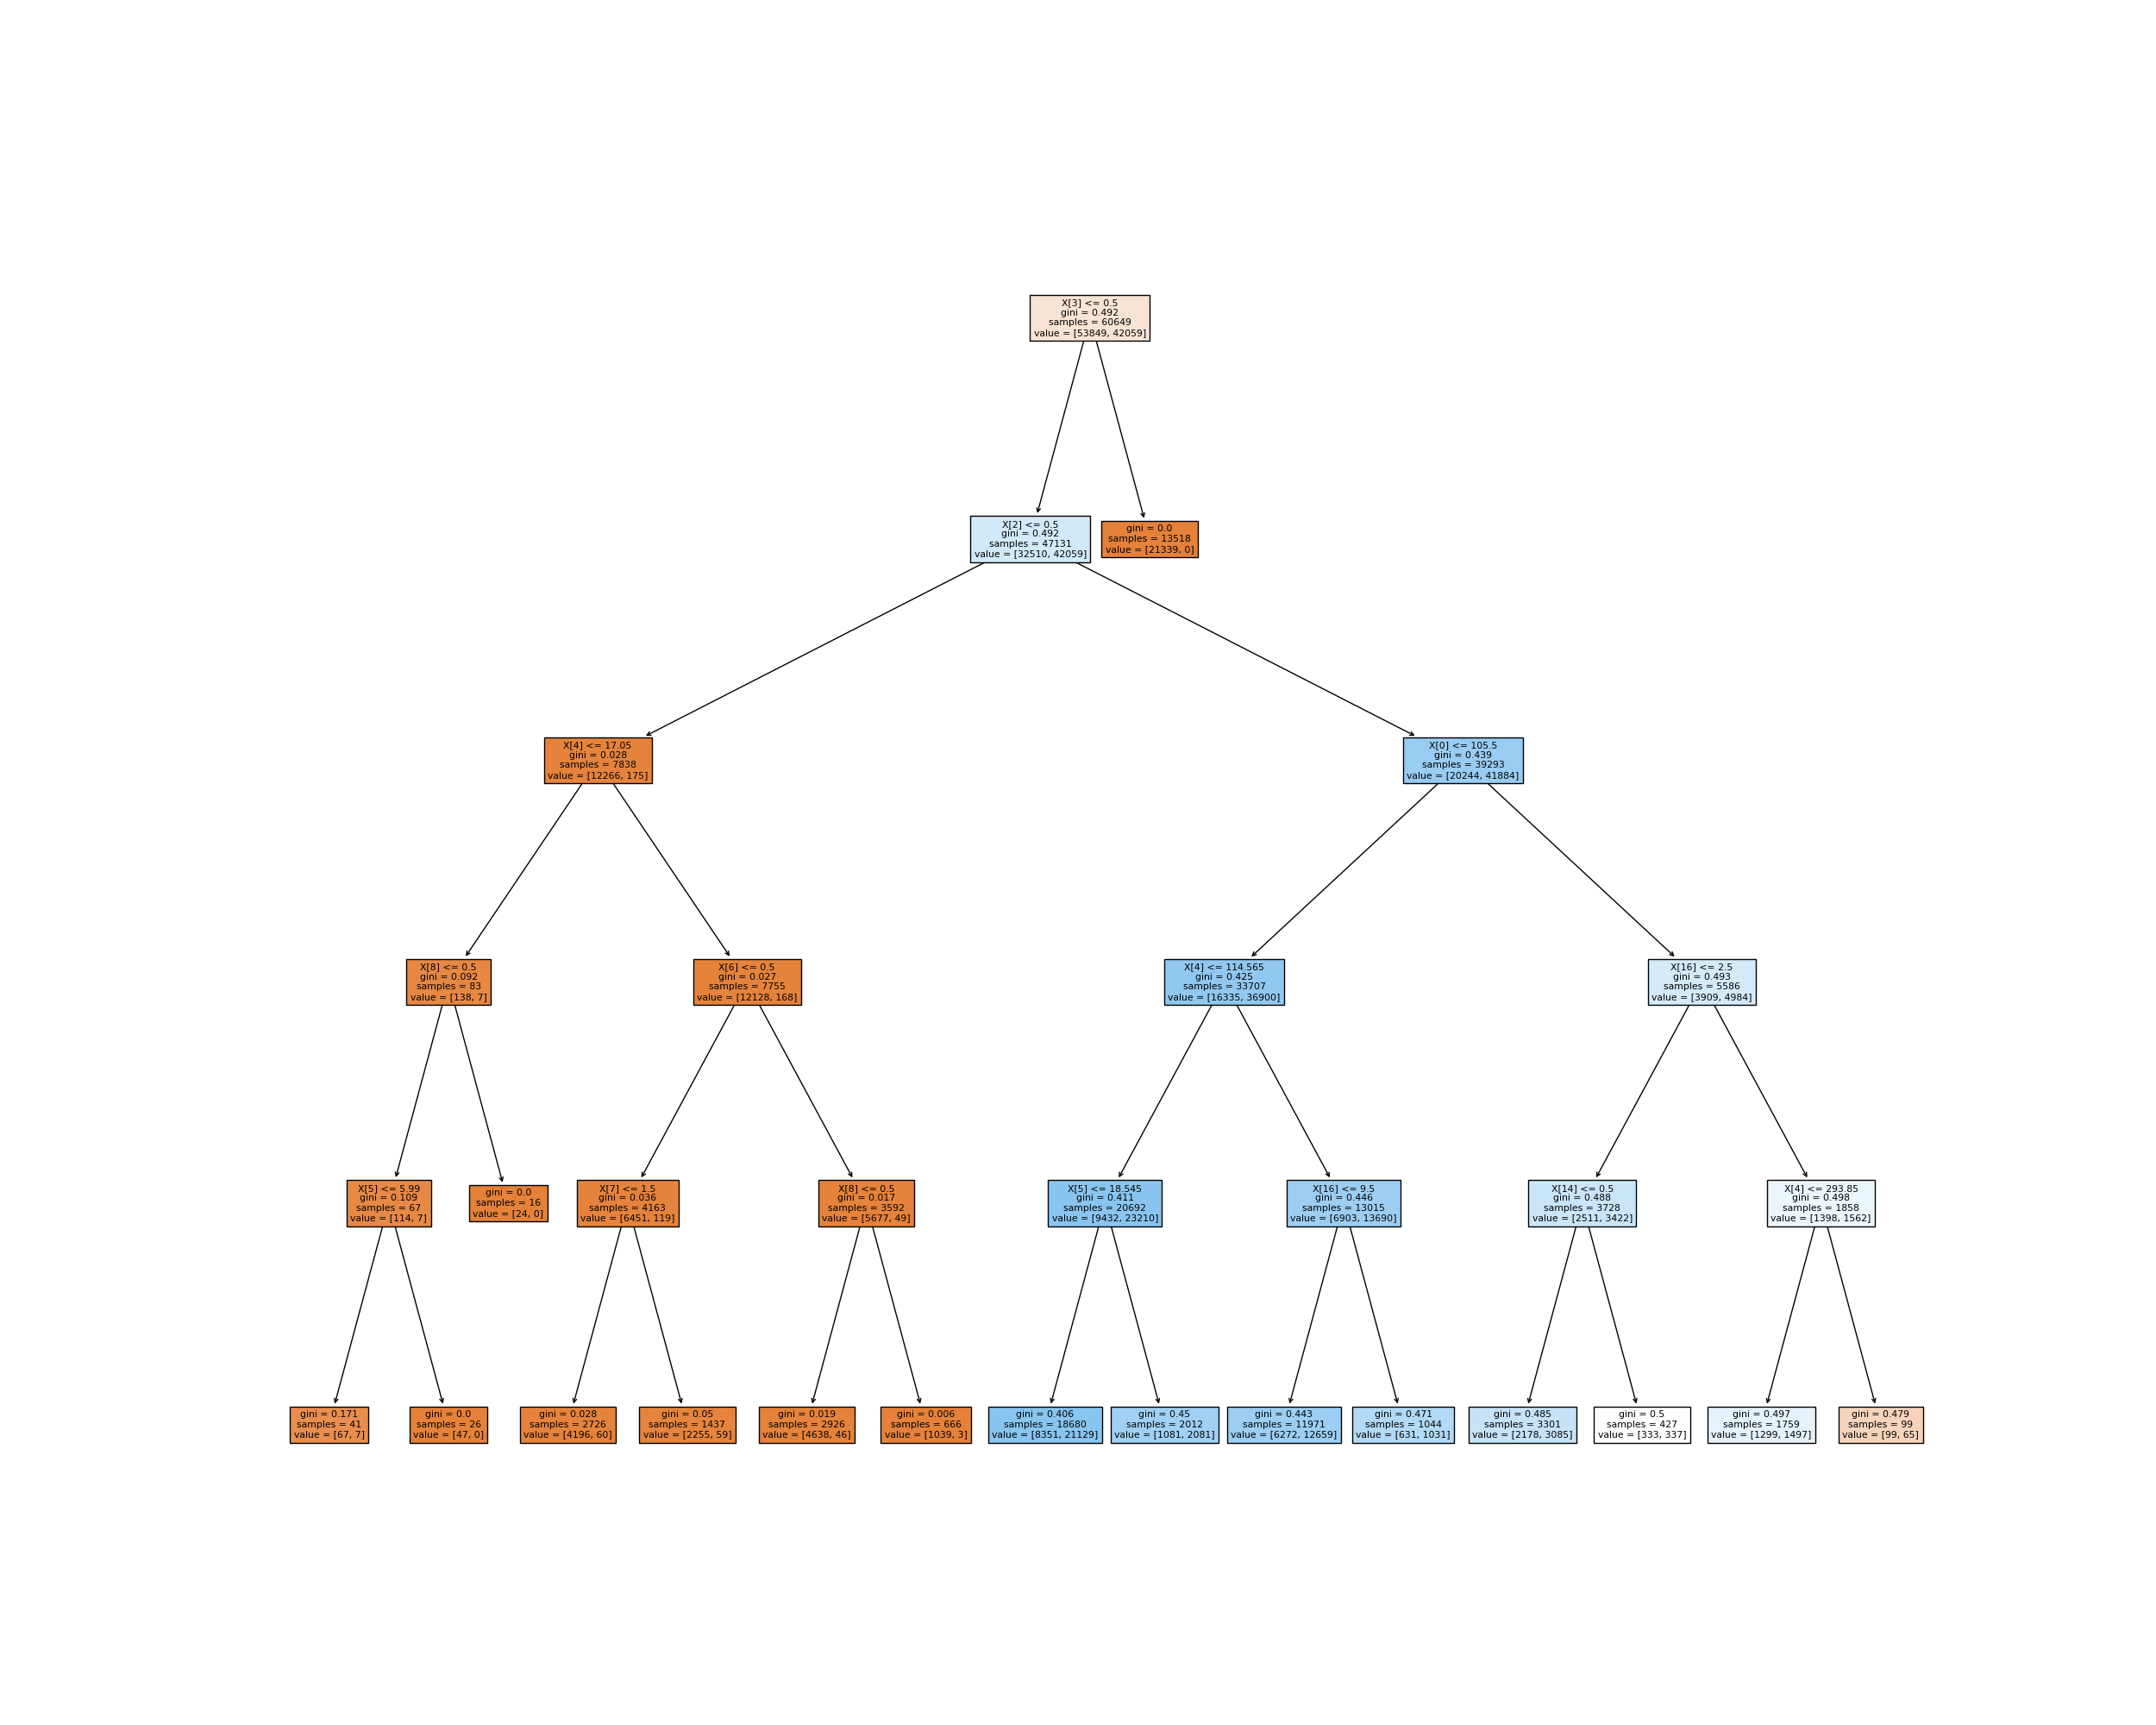 X[3] <= 0.5
gini = 0.492
samples = 60649
value = [53849, 42059]
X[2] <= 0.5
gini = 0.492
samples = 47131
value = [32510, 42059]
gini = 0.0
samples = 13518
value = [21339, 0]
X[4] <= 17.05
gini = 0.028
samples = 7838
value = [12266, 175]
X[0] <= 105.5
gini = 0.439
samples = 39293
value = [20244, 41884]
X[8] <= 0.5
gini = 0.092
samples = 83
value = [138, 7]
X[6] <= 0.5
gini = 0.027
samples = 7755
value = [12128, 168]
X[4] <= 114.565
gini = 0.425
samples = 33707
value = [16335, 36900]
X[16] <= 2.5
gini = 0.493
samples = 5586
value = [3909, 4984]
X[5] <= 5.99
gini = 0.109
samples = 67
value = [114, 7]
gini = 0.0
samples = 16
value = [24, 0]
X[7] <= 1.5
gini = 0.036
samples = 4163
value = [6451, 119]
X[8] <= 0.5
gini = 0.017
samples = 3592
value = [5677, 49]
X[5] <= 18.545
gini = 0.411
samples = 20692
value = [9432, 23210]
X[16] <= 9.5
gini = 0.446
samples = 13015
value = [6903, 13690]
X[14] <= 0.5
gini = 0.488
samples = 3728
value = [2511, 3422]
X[4] <= 293.85
gini = 0.498
samples = 1858
value = [1398, 1562]
gini = 0.171
samples = 41
value = [67, 7]
gini = 0.0
samples = 26
value = [47, 0]
gini = 0.028
samples = 2726
value = [4196, 60]
gini = 0.05
samples = 1437
value = [2255, 59]
gini = 0.019
samples = 2926
value = [4638, 46]
gini = 0.006
samples = 666
value = [1039, 3]
gini = 0.406
samples = 18680
value = [8351, 21129]
gini = 0.45
samples = 2012
value = [1081, 2081]
gini = 0.443
samples = 11971
value = [6272, 12659]
gini = 0.471
samples = 1044
value = [631, 1031]
gini = 0.485
samples = 3301
value = [2178, 3085]
gini = 0.5
samples = 427
value = [333, 337]
gini = 0.497
samples = 1759
value = [1299, 1497]
gini = 0.479
samples = 99
value = [99, 65]